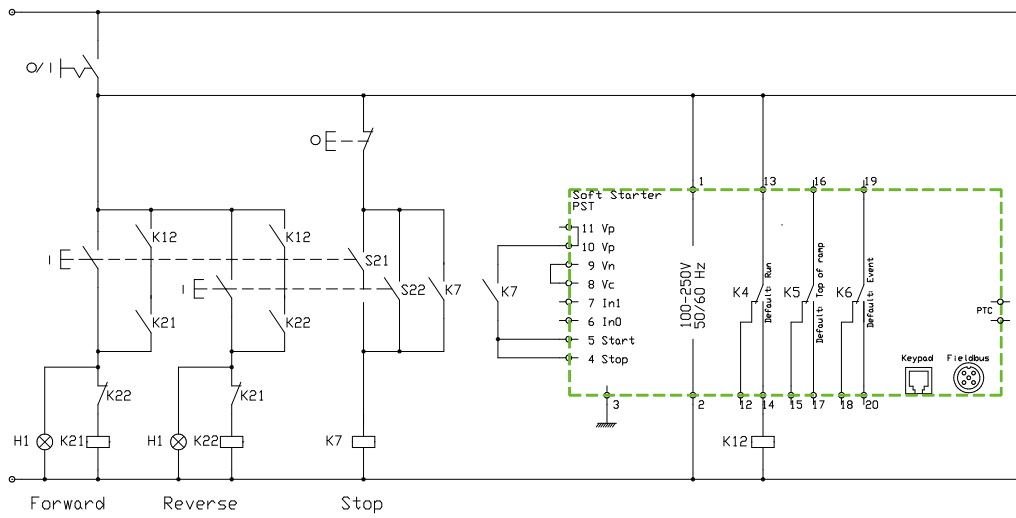 O/ I
O
I
K12
K21
K22
H1
K21
I
K12
K22
K21
H1
K22
S21
S22
K7
K7
Forward
Reverse
Stop
K7
Soft Starter
PST
11 Vp
10 Vp
9 Vn
8 Vc
7 In1
6 In0
5 Start
4 Stop
3
1
100-250V
50/60 Hz
2
13
K4
Default: Run
12
14
K12
16
K5
Default: Top of ramp
15
17
19
K6
Default: Event
18
20
PTC
Keypad
Fieldbus